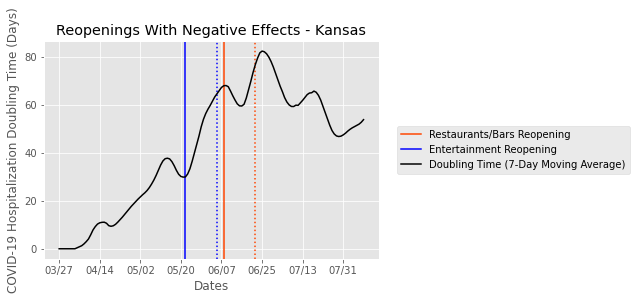 Reopenings With Negative Effects - Kansas
COVID-19 Hospitalization Doubling Time (Days)
80
60
40
20
0
03/27 04/14 05/02 05/20 06/07 06/25 07/13 07/31
Dates
Restaurants/Bars Reopening
Entertainment Reopening
Doubling Time (7-Day Moving Average)